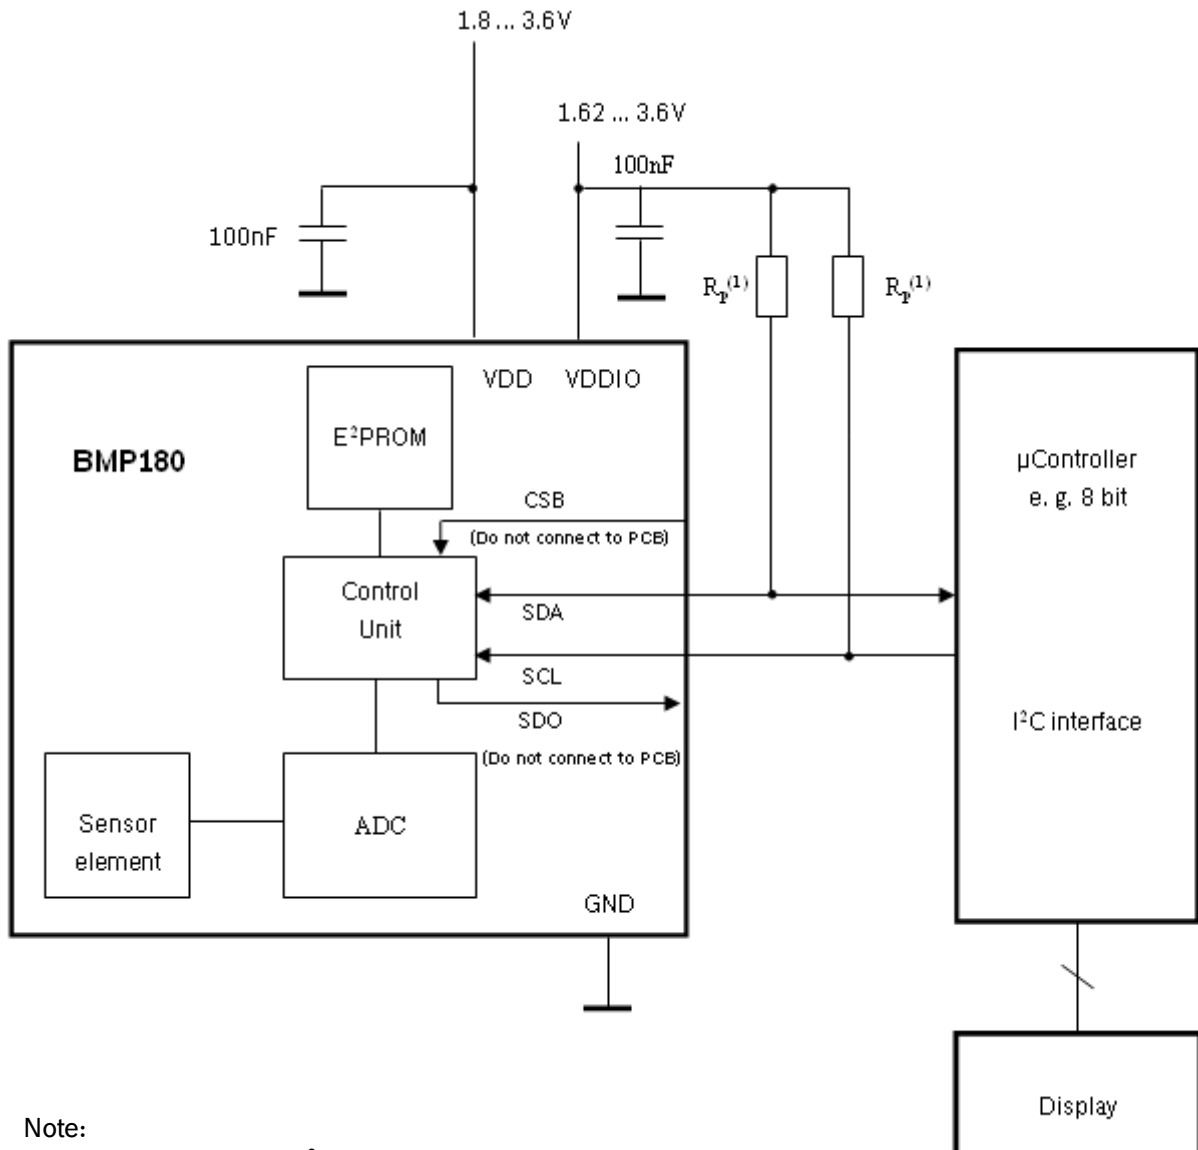 1.8 ... 3.6V
1.62 ... 3.6V
100nF
100nF
Rp(1)
Rp(1)
VDD
VDDIO
E²PROM
BMP180
µController
e. g. 8 bit
CSB
(Do not connect to PCB)
Control
Unit
SDA
SCL
SDO
(Do not connect to PCB)
I²C interface
Sensor
element
ADC
GND
Display
Note: